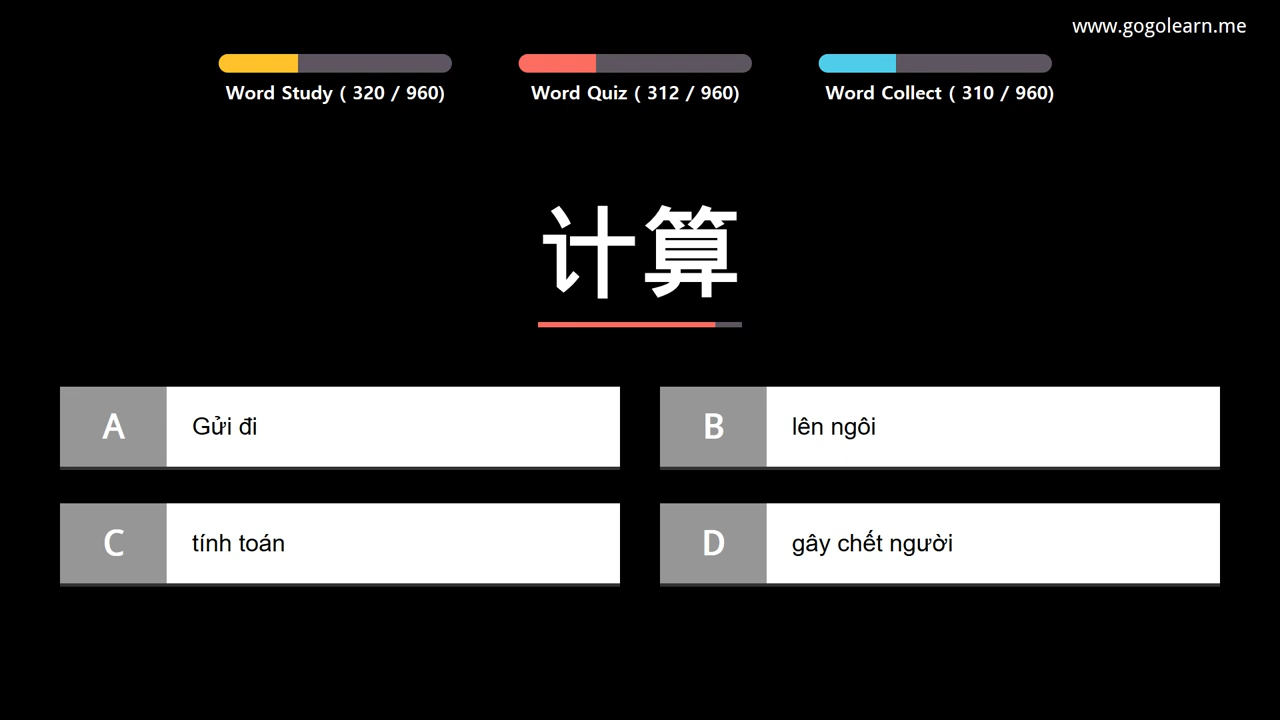 www.gogolearn.me
Word Study ( 320 / 960)
Word Quiz ( 312 / 960)
Word Collect ( 310 / 960)
计算
A
Gửi đi
B
lên ngôi
C
tính toán
D
gây chết người